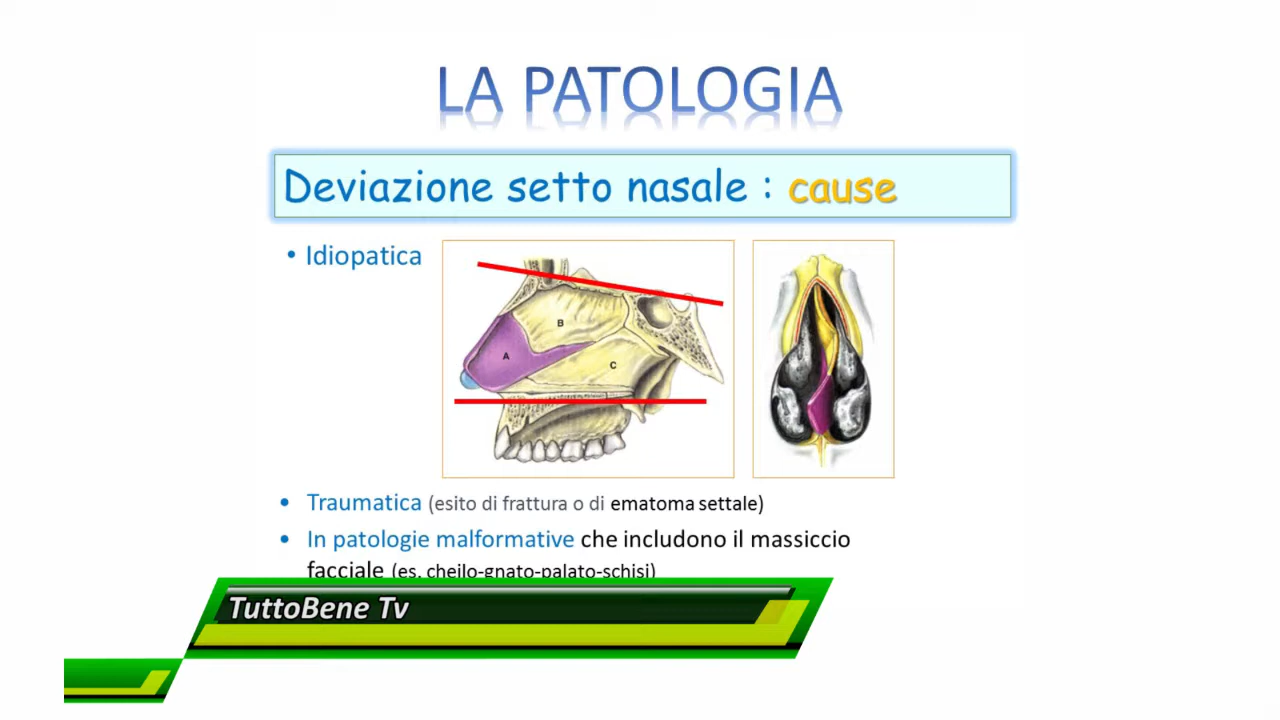 LA PATOLOGIA
Deviazione setto nasale : cause
• Idiopatica
B
A
C
• Traumatica (esito di frattura o di ematoma settale)
• In patologie malformative che includono il massiccio
facciale (es. cheilo-gnato-palato-schisi)
TuttoBene Tv